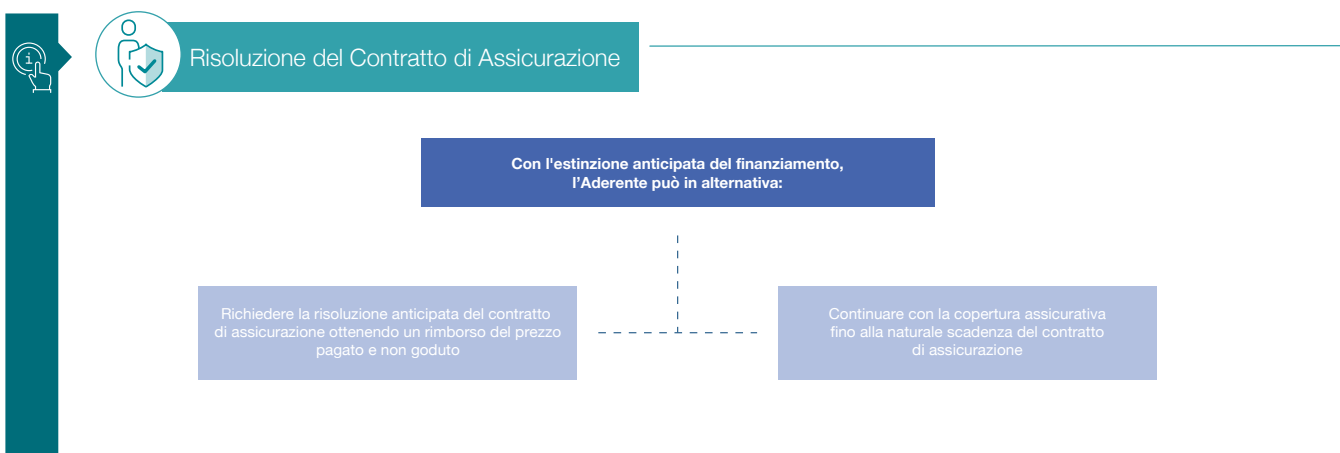 i
Risoluzione del Contratto di Assicurazione
Con l'estinzione anticipata del finanziamento,
l’Aderente può in alternativa:
Richiedere la risoluzione anticipata del contratto
di assicurazione ottenendo un rimborso del prezzo
pagato e non goduto
Continuare con la copertura assicurativa
fino alla naturale scadenza del contratto
di assicurazione